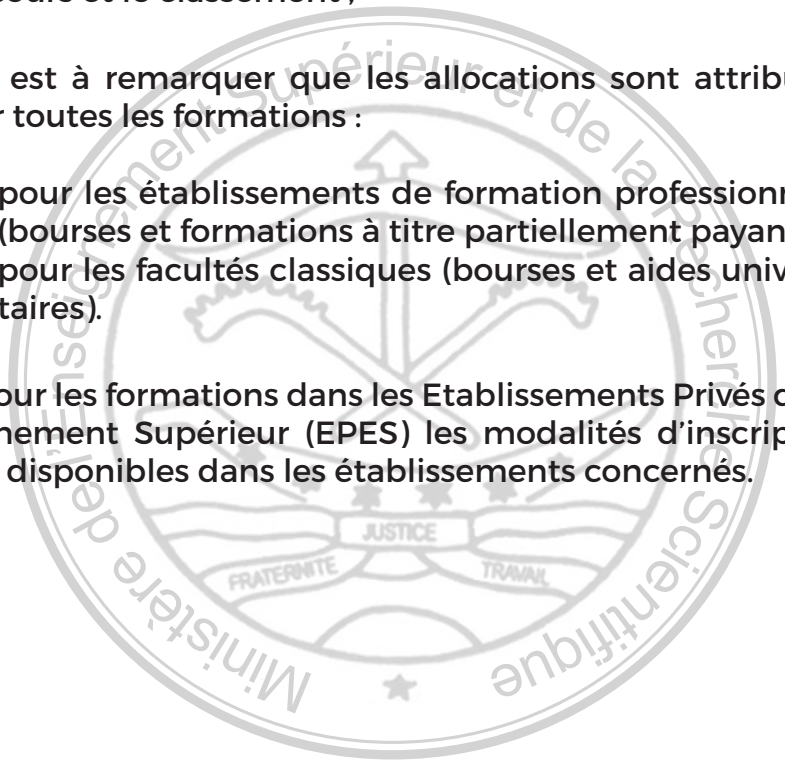 et le classement ;
est à remarquer que les allocations sont attribu
r toutes les formations :
pour les établissements de formation professionn
(bourses et formations à titre partiellement payan
pour les facultés classiques (bourses et aides univ
taires).
our les formations dans les Etablissements Privés d
nement Supérieur (EPES) les modalités d'inscrip
disponibles dans les établissements concernés.
Ministère de l'Enseignement Supérieur et de la Recherche Scientifique
JUSTICE
FRATERNITE
TRAVAIL